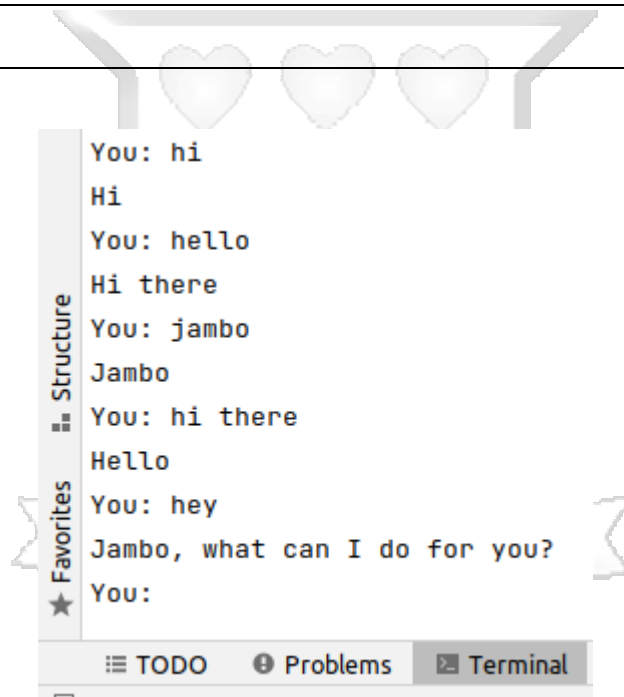 You: hi
Hi
You: hello
Hi there
You: jambo
Jambo
You: hi there
Hello
You: hey
Jambo, what can I do for you?
You:
Structure
Favorites
TODO
Problems
Terminal